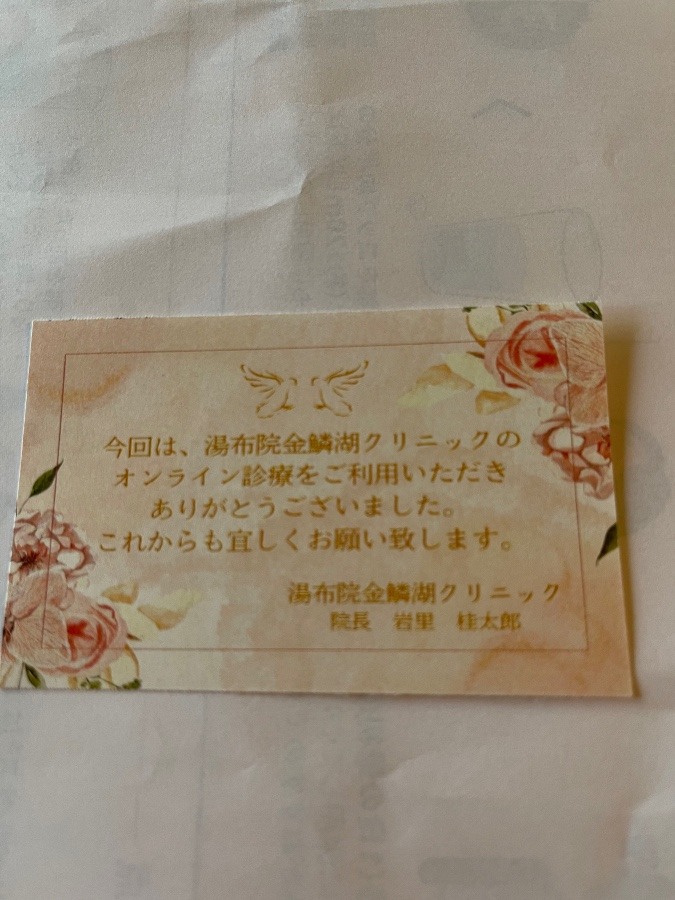 今回は、湯布院金鱗湖クリニックの
オンライン診療をご利用いただき
ありがとうございました。
これからも宜しくお願い致します。
湯布院金鱗湖クリニック
院長　岩里　桂太郎